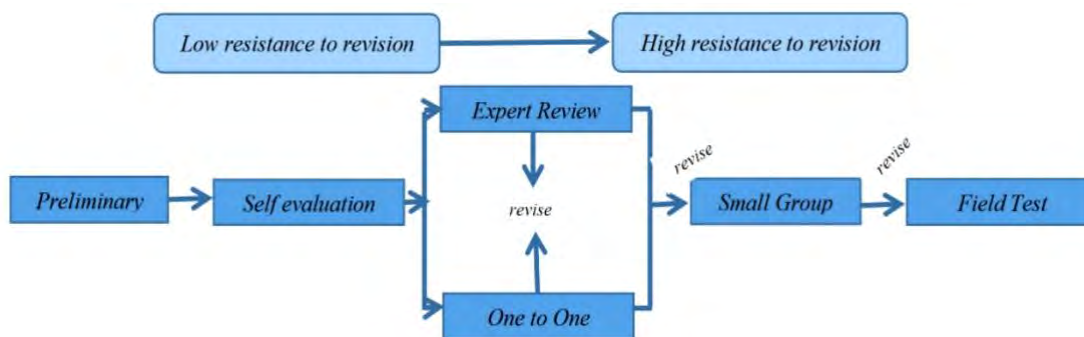 Low resistance to revision
High resistance to revision
Expert Review
revise
revise
Preliminary
Self evaluation
revise
Small Group
Field Test
One to One